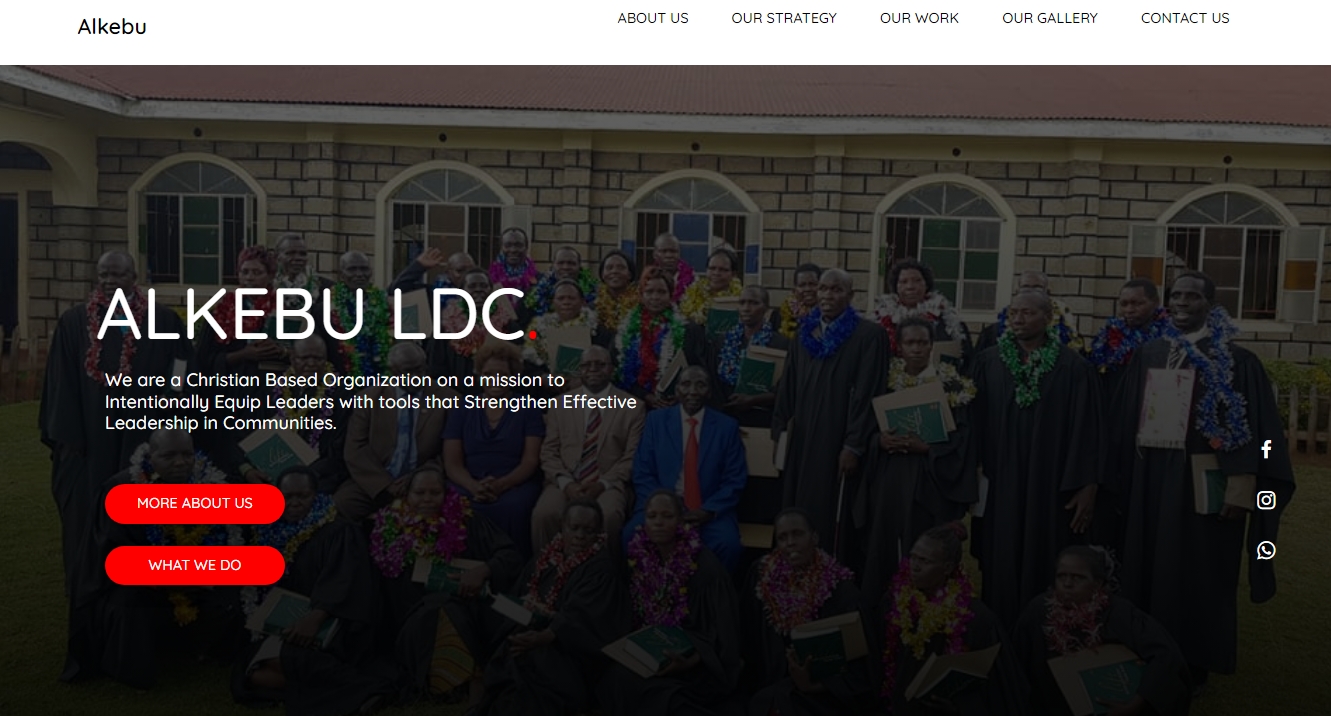 Alkebu
ABOUT US
OUR STRATEGY
OUR WORK
OUR GALLERY
CONTACT US
ALKEBU LDC.
We are a Christian Based Organization on a mission to
Intentionally Equip Leaders with tools that Strengthen Effective
Leadership in Communities.
MORE ABOUT US
WHAT WE DO